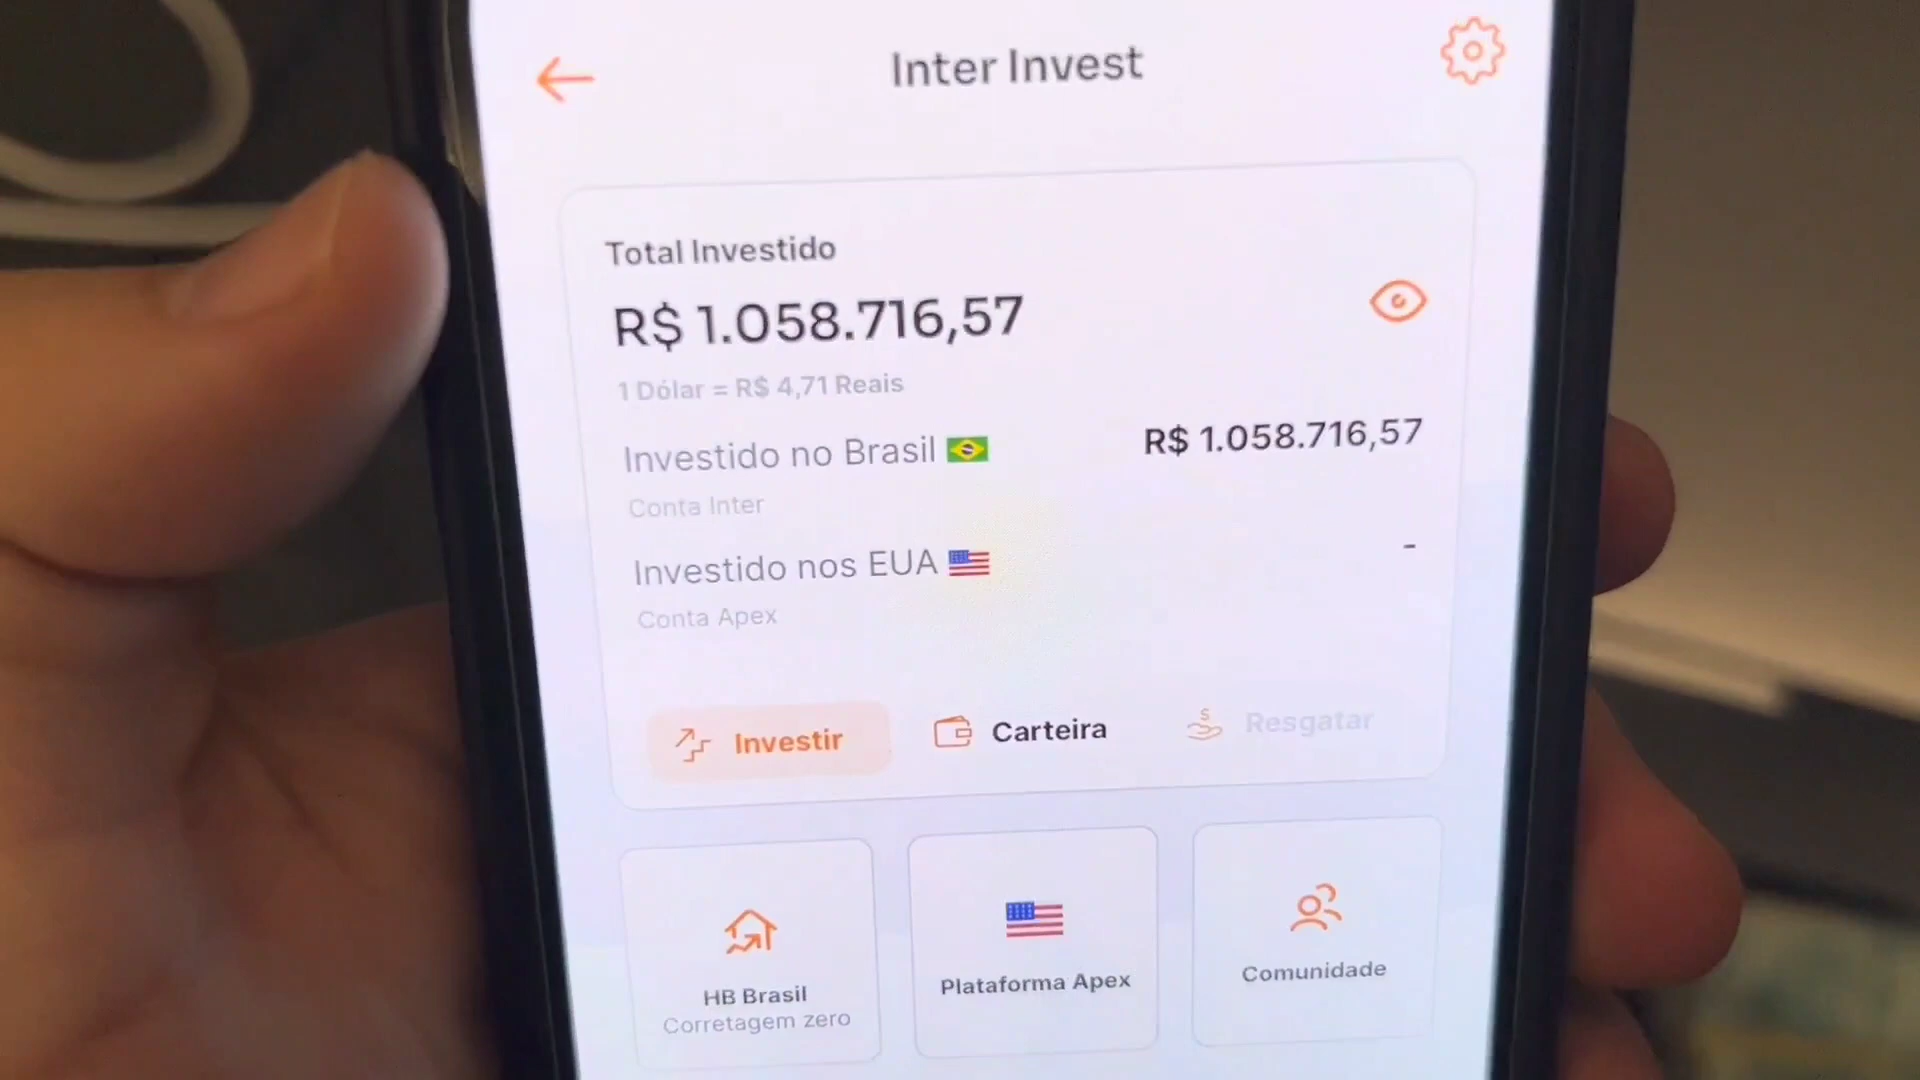 Inter Invest
Total Investido
R$ 1.058.716,57
1 Dólar = R$ 4,71 Reais
Investido no Brasil R$ 1.058.716,57
Conta Inter
Investido nos EUA -
Conta Apex
Investir Carteira Resgatar
HB Brasil
Corretagem zero
Plataforma Apex
Comunidade